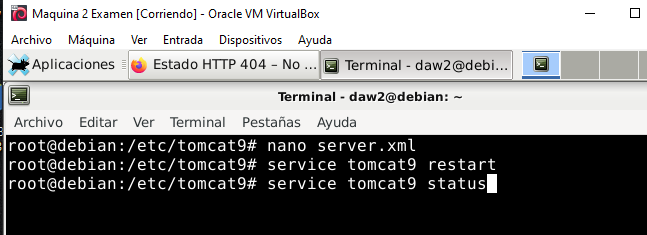 Maquina 2 Examen [Corriendo] - Oracle VM VirtualBox
Archivo Máquina Ver Entrada Dispositivos Ayuda
Aplicaciones Estado HTTP 404 – No ... Terminal - daw2@debi...
Terminal - daw2@debian: ~
Archivo Editar Ver Terminal Pestañas Ayuda
root@debian:/etc/tomcat9# nano server.xml
root@debian:/etc/tomcat9# service tomcat9 restart
root@debian:/etc/tomcat9# service tomcat9 status